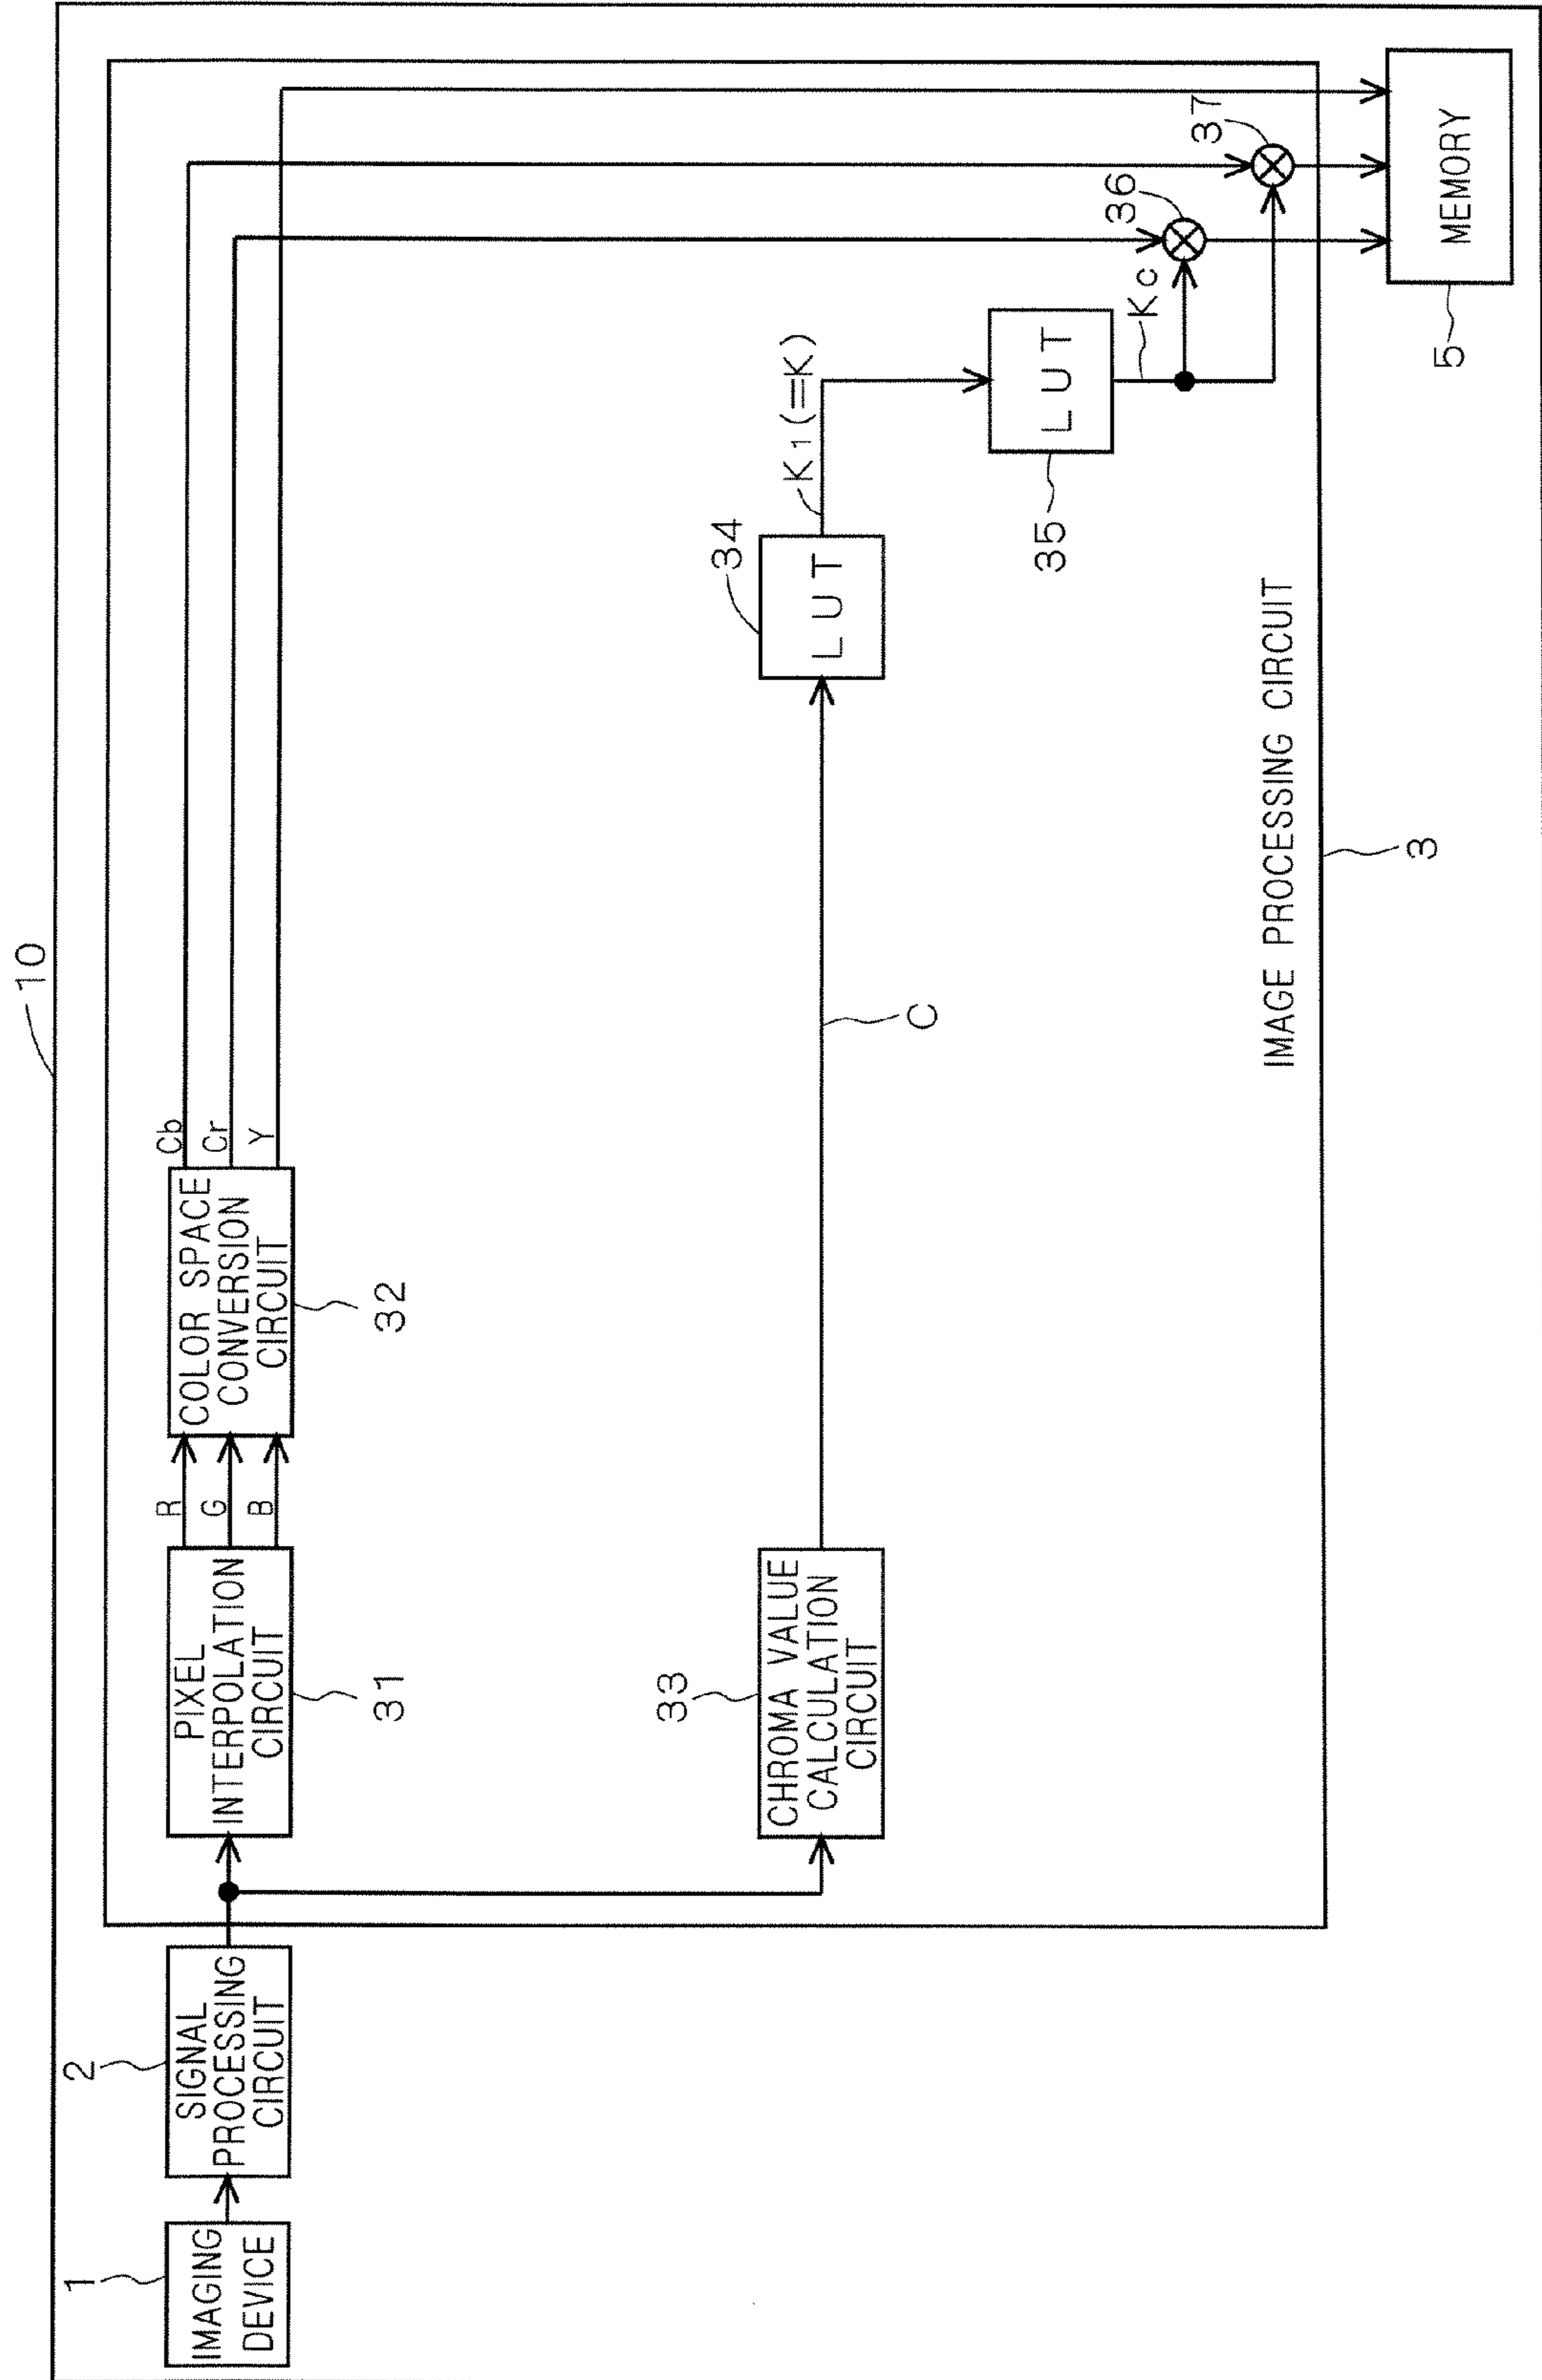 10
1
IMAGING
DEVICE
2
SIGNAL
PROCESSING
CIRCUIT
PIXEL
INTERPOLATION
CIRCUIT
31
R
G
B
COLOR SPACE
CONVERSION
CIRCUIT
32
Cb
Cr
Y
33
CHROMA VALUE
CALCULATION
CIRCUIT
C
34
LUT
K1(=K)
LUT
35
Kc
36
37
IMAGE PROCESSING CIRCUIT
3
MEMORY
5